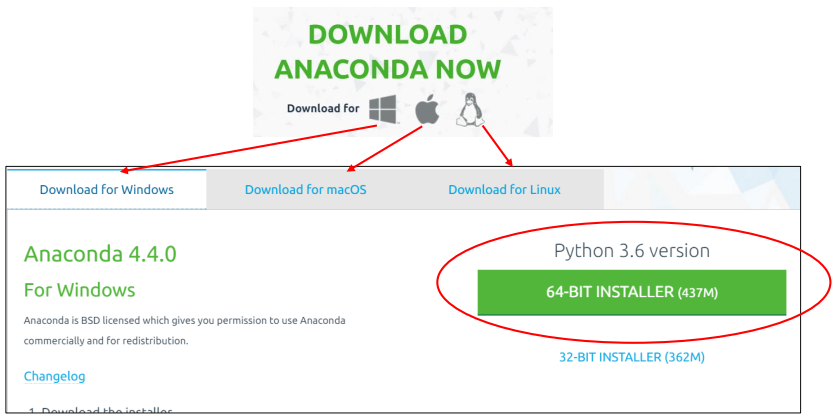 DOWNLOAD
ANACONDA NOW
Download for
Download for Windows
Download for macOS
Download for Linux
Anaconda 4.4.0
For Windows
Anaconda is BSD licensed which gives you permission to use Anaconda
commercially and for redistribution.
Changelog
1. Download the installer
Python 3.6 version
64-BIT INSTALLER (437M)
32-BIT INSTALLER (362M)